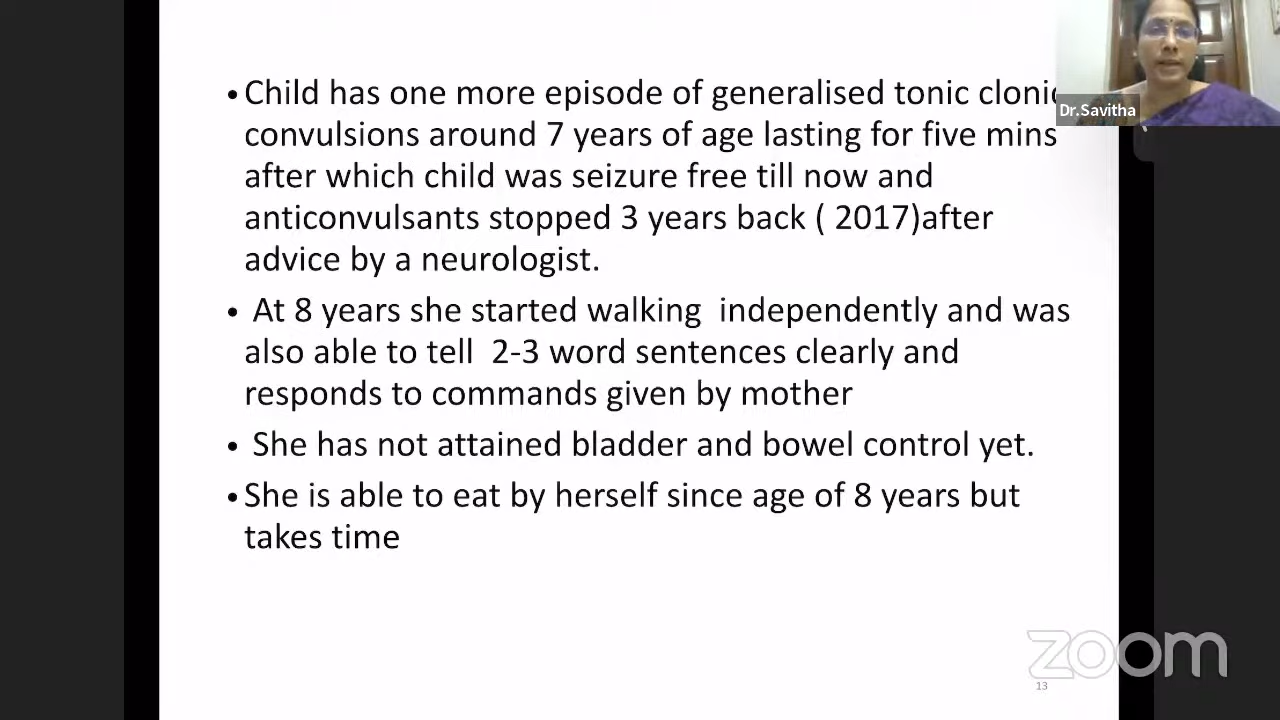 • Child has one more episode of generalised tonic clonic
convulsions around 7 years of age lasting for five mins
after which child was seizure free till now and
anticonvulsants stopped 3 years back ( 2017)after
advice by a neurologist.
• At 8 years she started walking independently and was
also able to tell 2-3 word sentences clearly and
responds to commands given by mother
• She has not attained bladder and bowel control yet.
• She is able to eat by herself since age of 8 years but
takes time
Dr.Savitha
zoom
13